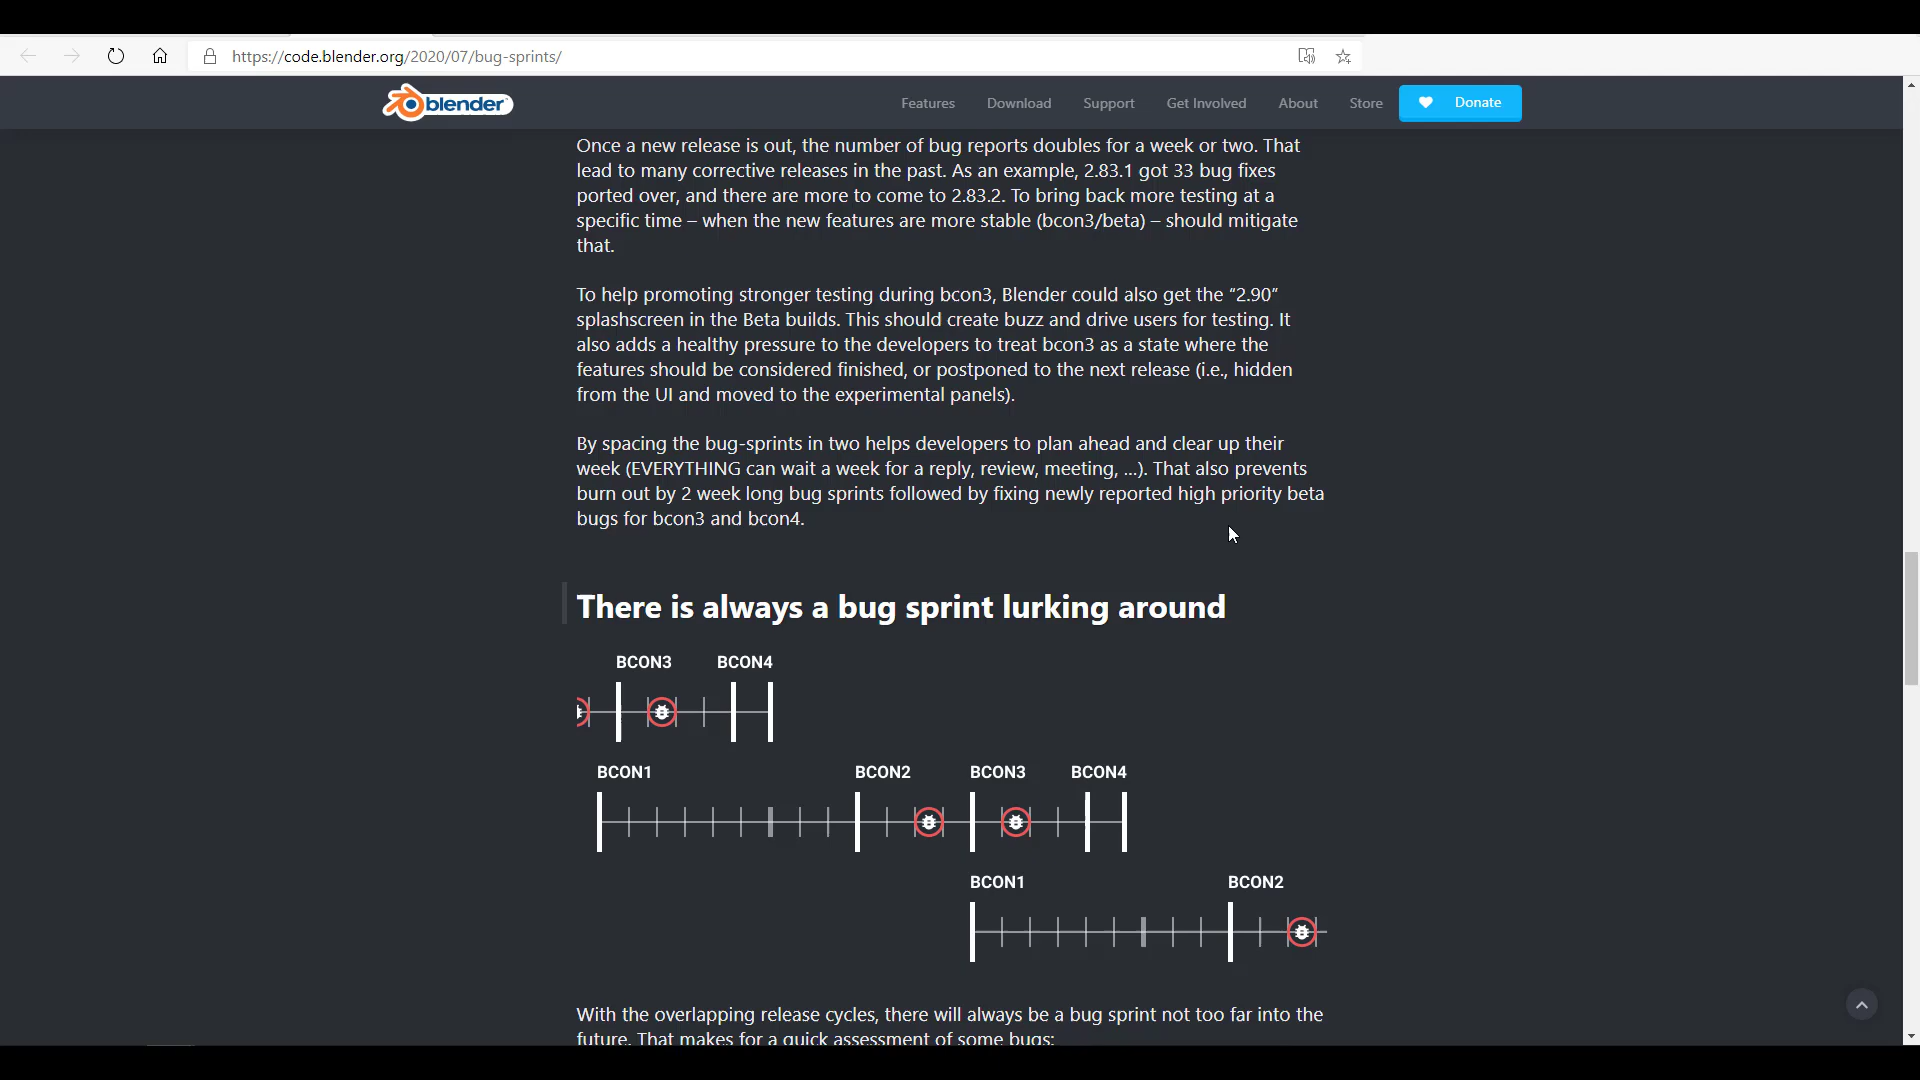 https://code.blender.org/2020/07/bug-sprints/
blender
Features Download Support Get Involved About Store Donate
Once a new release is out, the number of bug reports doubles for a week or two. That
lead to many corrective releases in the past. As an example, 2.83.1 got 33 bug fixes
ported over, and there are more to come to 2.83.2. To bring back more testing at a
specific time – when the new features are more stable (bcon3/beta) – should mitigate
that.
To help promoting stronger testing during bcon3, Blender could also get the “2.90”
splashscreen in the Beta builds. This should create buzz and drive users for testing. It
also adds a healthy pressure to the developers to treat bcon3 as a state where the
features should be considered finished, or postponed to the next release (i.e., hidden
from the UI and moved to the experimental panels).
By spacing the bug-sprints in two helps developers to plan ahead and clear up their
week (EVERYTHING can wait a week for a reply, review, meeting, …). That also prevents
burn out by 2 week long bug sprints followed by fixing newly reported high priority beta
bugs for bcon3 and bcon4.
There is always a bug sprint lurking around
BCON3 BCON4
BCON1 BCON2 BCON3 BCON4
BCON1 BCON2
With the overlapping release cycles, there will always be a bug sprint not too far into the
future. That makes for a quick assessment of some bugs: